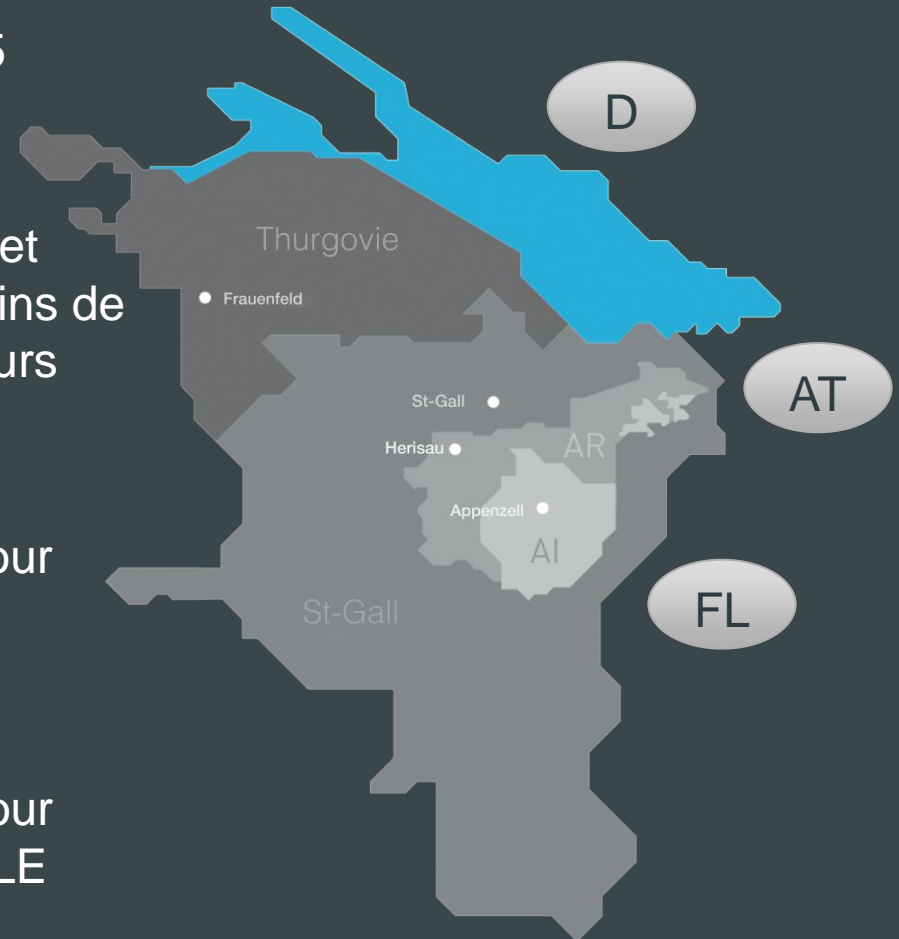 5
et
ins de
urs
our
our
LE
D
Thurgovie
Frauenfeld
AT
St-Gall
Herisau
AR
Appenzell
AI
FL
St-Gall